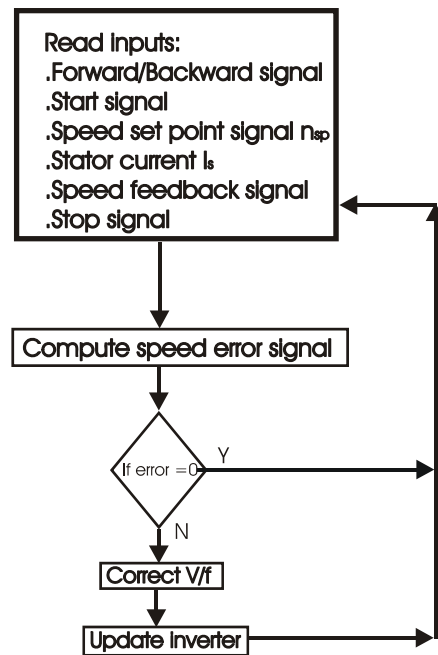 Read Inputs:
.Forward/Backward signal
.Start signal
.Speed set point signal nsp
.Stator current Is
.Speed feedback signal
.Stop signal
Compute speed error signal
If error =0
Y
N
Correct V/f
Update inverter